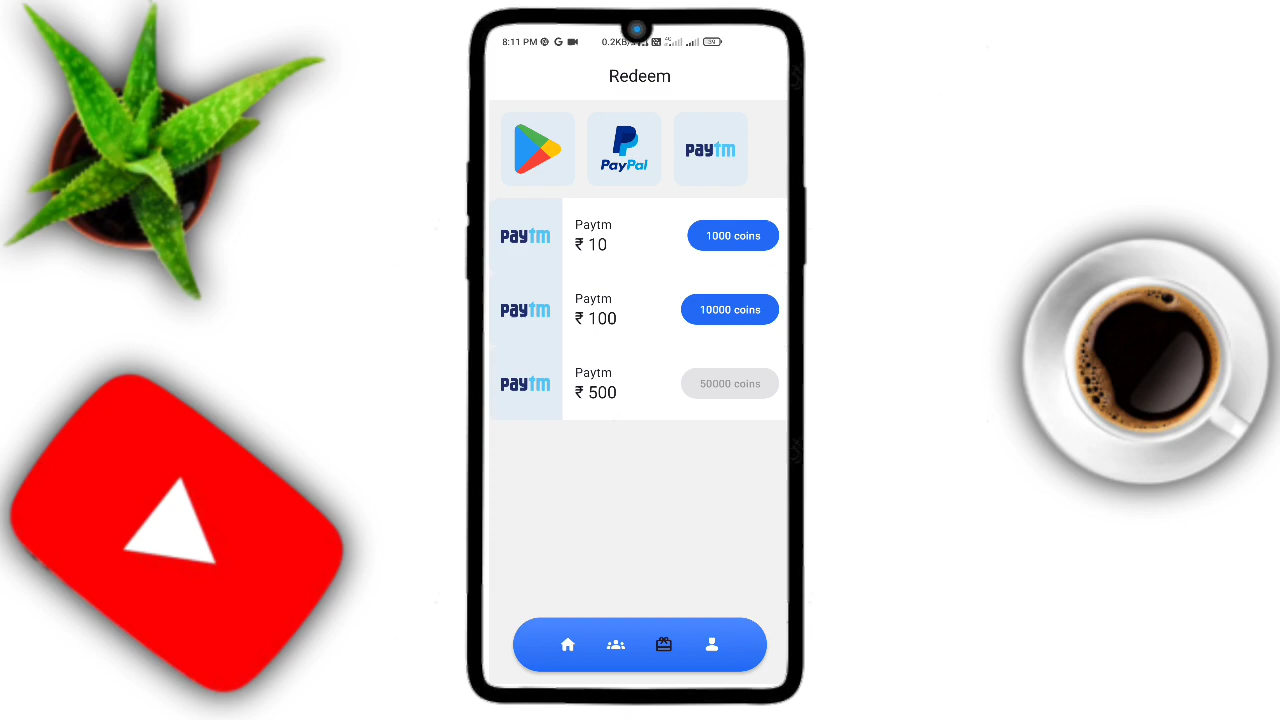 8:11 PM
0.2KB/s
39
Redeem
PayPal
paytm
paytm
Paytm
₹ 10
1000 coins
paytm
Paytm
₹ 100
10000 coins
paytm
Paytm
₹ 500
50000 coins